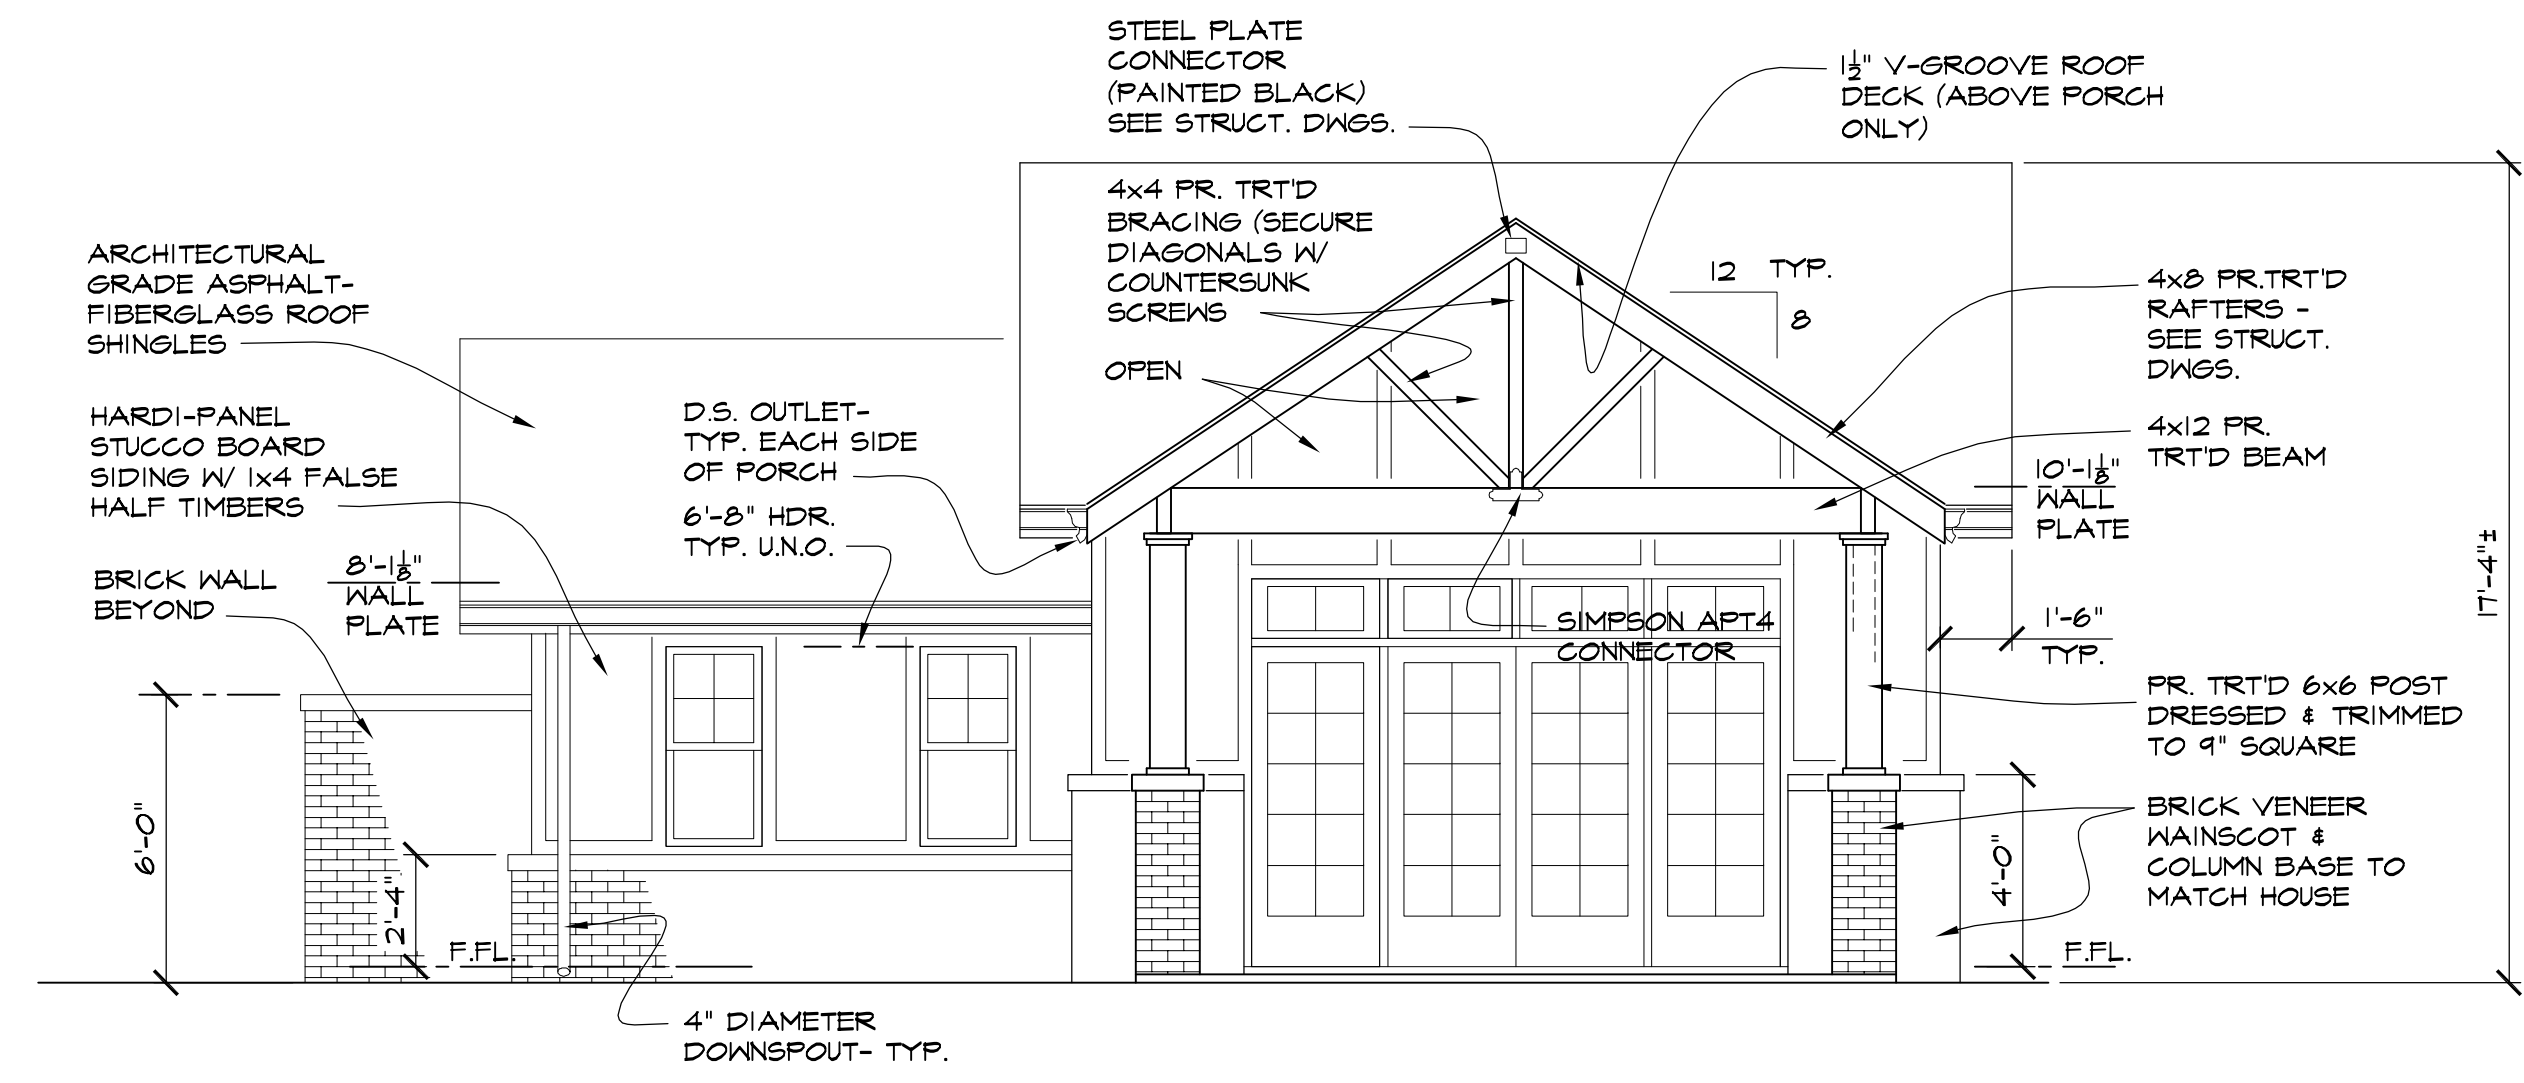 STEEL PLATE
CONNECTOR
(PAINTED BLACK)
SEE STRUCT. DWGS.
1½" V-GROOVE ROOF
DECK (ABOVE PORCH
ONLY)
4x4 PR. TRT'D
BRACING (SECURE
DIAGONALS W/
COUNTERSUNK
SCREWS
OPEN
12 TYP.
8
ARCHITECTURAL
GRADE ASPHALT-
FIBERGLASS ROOF
SHINGLES
HARDI-PANEL
STUCCO BOARD
SIDING W/ 1x4 FALSE
HALF TIMBERS
BRICK WALL
BEYOND
8'-1⅛"
WALL
PLATE
D.S. OUTLET-
TYP. EACH SIDE
OF PORCH
6'-8" HDR.
TYP. U.N.O.
4x8 PR.TRT'D
RAFTERS -
SEE STRUCT.
DWGS.
4x12 PR.
TRT'D BEAM
10'-1⅛"
WALL
PLATE
17'-4"±
SIMPSON APT4
CONNECTOR
1'-6"
TYP.
PR. TRT'D 6x6 POST
DRESSED & TRIMMED
TO 9" SQUARE
BRICK VENEER
WAINSCOT &
COLUMN BASE TO
MATCH HOUSE
4'-0"
F.FL.
6'-0"
2'-4"
F.FL.
4" DIAMETER
DOWNSPOUT- TYP.